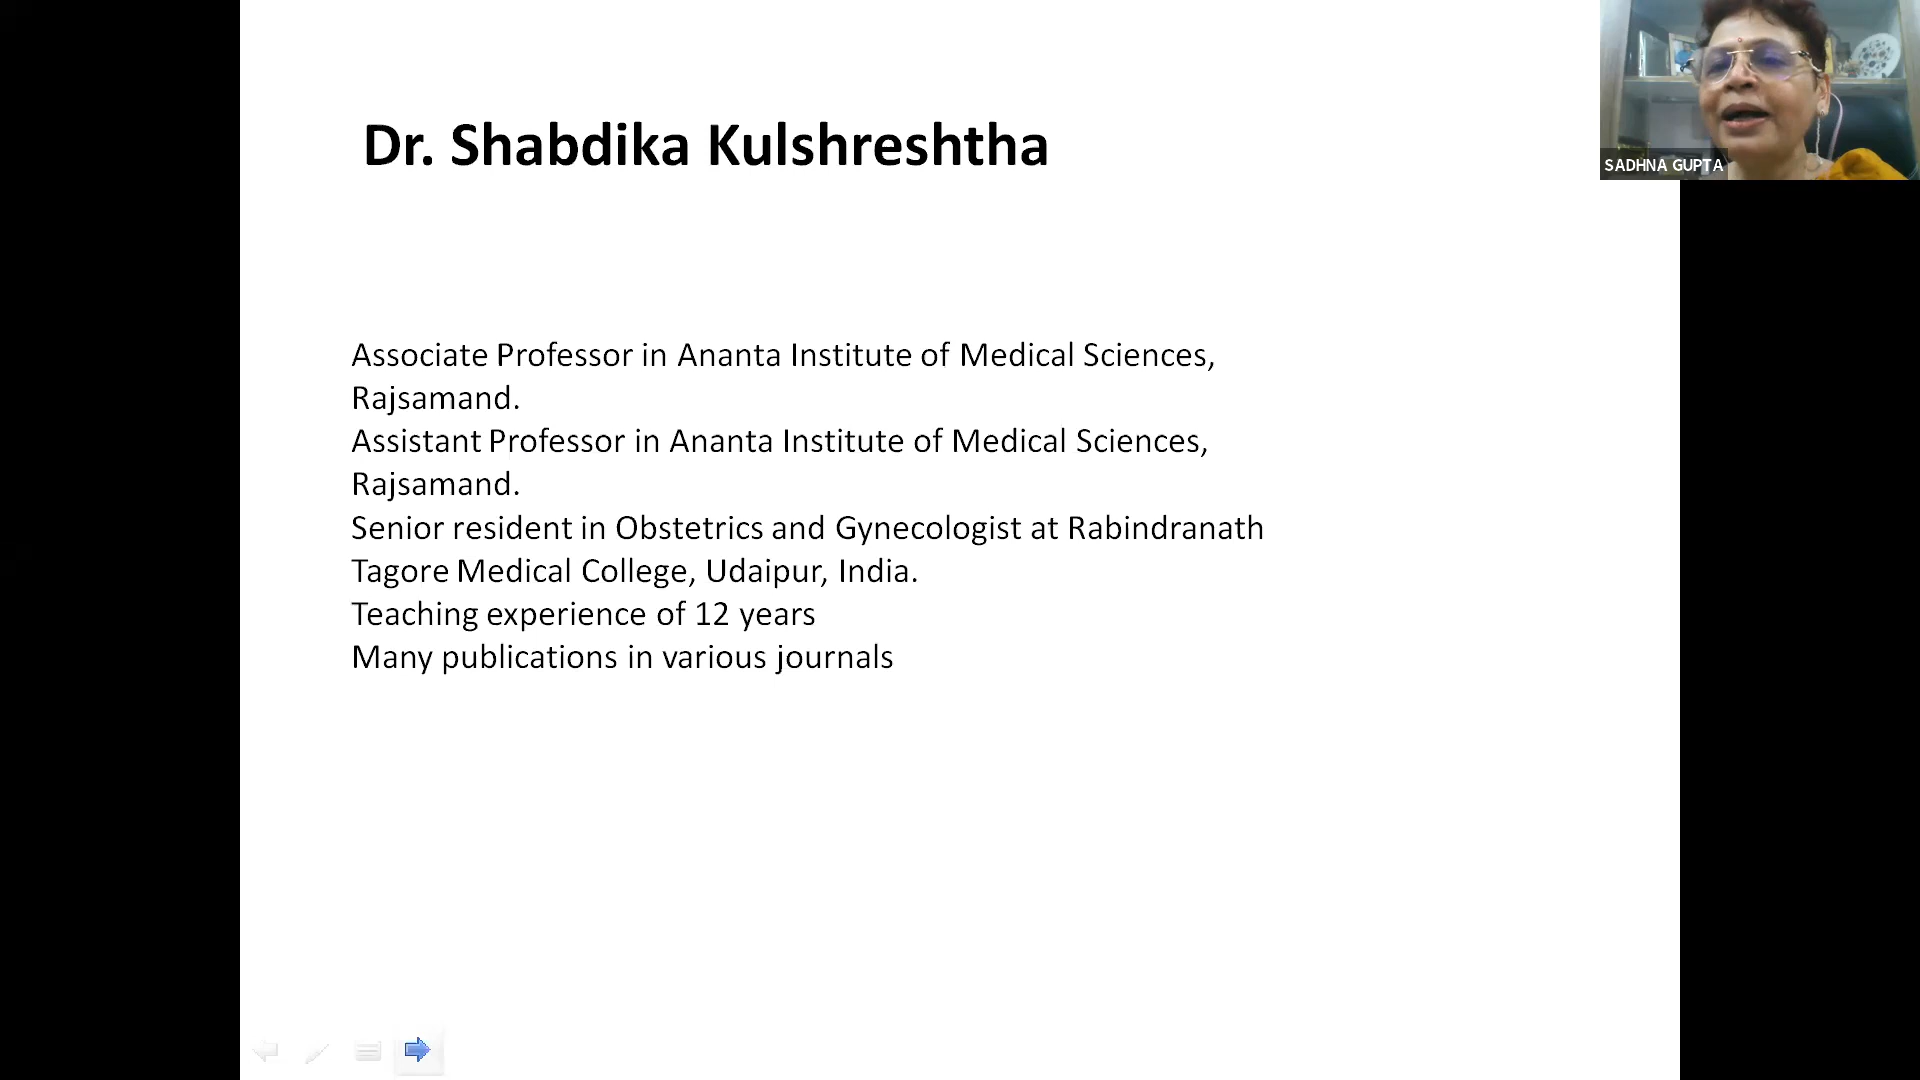 Dr. Shabdika Kulshreshtha
SADHNA GUPTA
Associate Professor in Ananta Institute of Medical Sciences,
Rajsamand.
Assistant Professor in Ananta Institute of Medical Sciences,
Rajsamand.
Senior resident in Obstetrics and Gynecologist at Rabindranath
Tagore Medical College, Udaipur, India.
Teaching experience of 12 years
Many publications in various journals